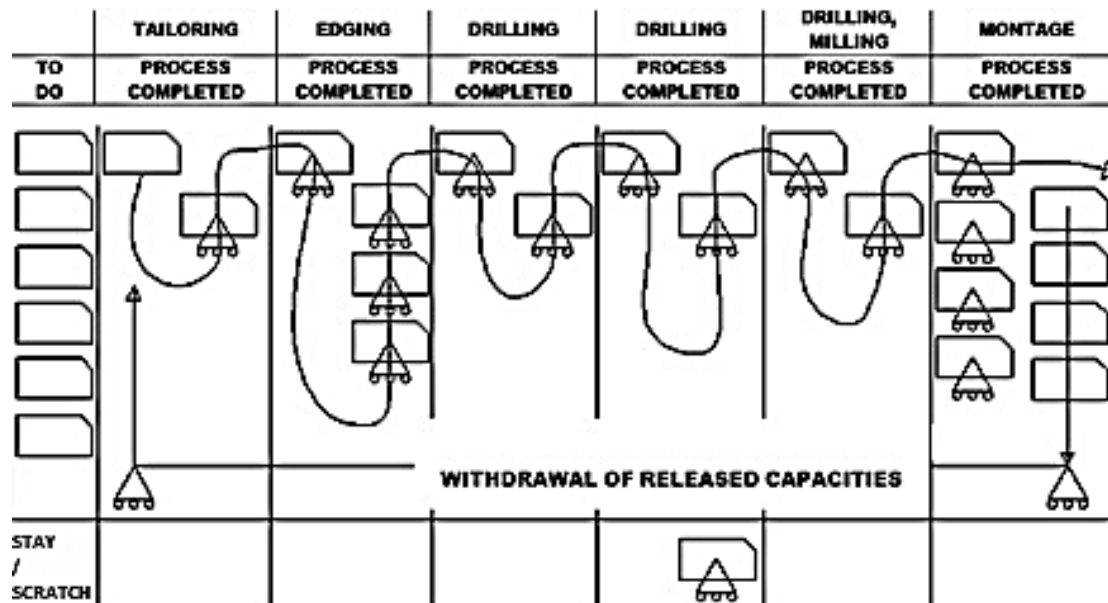 TAILORING EDGING DRILLING DRILLING DRILLING, MILLING MONTAGE
TO DO PROCESS COMPLETED PROCESS COMPLETED PROCESS COMPLETED PROCESS COMPLETED PROCESS COMPLETED PROCESS COMPLETED
WITHDRAWAL OF RELEASED CAPACITIES
STAY
/
SCRATCH